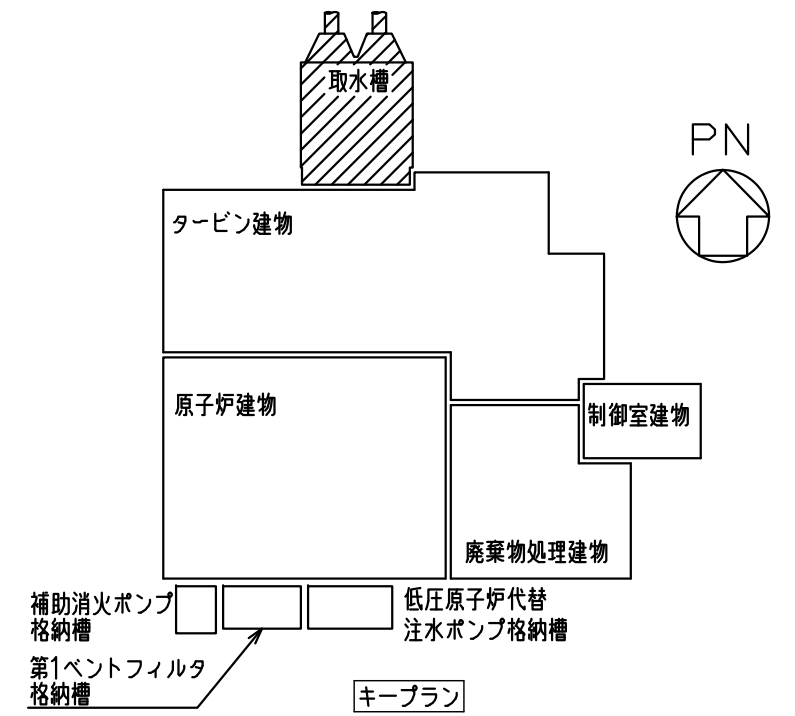 取水槽
PN
タービン建物
原子炉建物
制御室建物
廃棄物処理建物
補助消火ポンプ
格納槽
低圧原子炉代替
注水ポンプ格納槽
第1ベントフィルタ
格納槽
キープラン